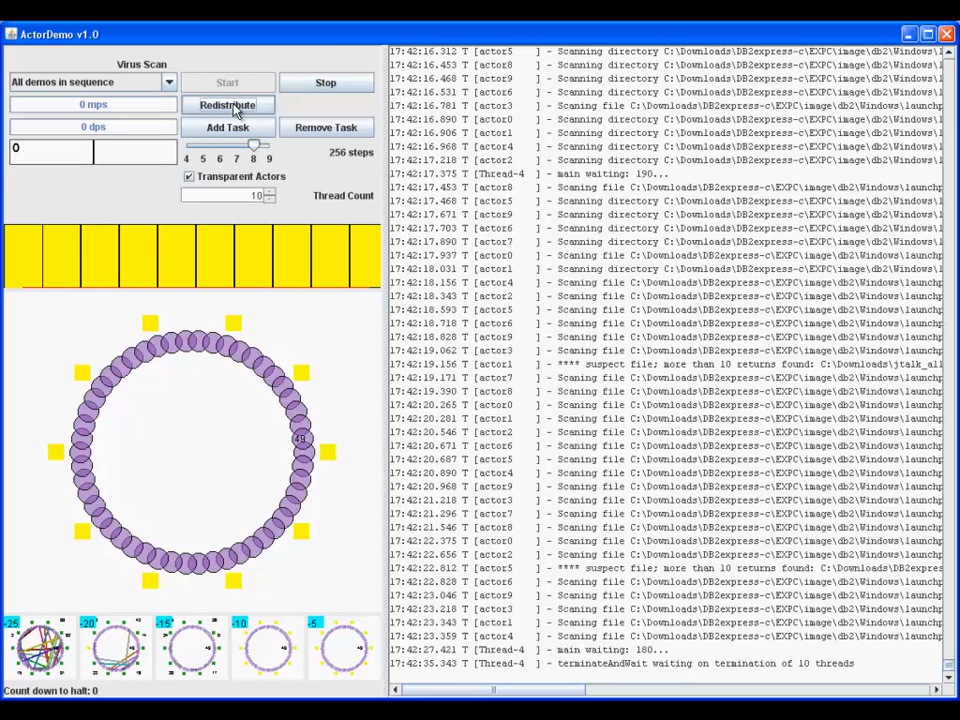 ActorDemo v1.0
Virus Scan
All demos in sequence
Start
Stop
0 mps
Redistribute
0 dps
Add Task
Remove Task
0
4 5 6 7 8 9
256 steps
Transparent Actors
10
Thread Count
49
-25
-20
-15
-10
-5
Count down to halt: 0
17:42:16.312 T [actor5 ] - Scanning directory C:\Downloads\DB2express-c\EXPC\image\db2\Windows\l
17:42:16.453 T [actor8 ] - Scanning directory C:\Downloads\DB2express-c\EXPC\image\db2\Windows\l
17:42:16.468 T [actor9 ] - Scanning directory C:\Downloads\DB2express-c\EXPC\image\db2\Windows\l
17:42:16.531 T [actor6 ] - Scanning directory C:\Downloads\DB2express-c\EXPC\image\db2\Windows\l
17:42:16.781 T [actor3 ] - Scaning file C:\Downloads\DB2express-c\EXPC\image\db2\Windows\launchp
17:42:16.890 T [actor0 ] - Scanning directory C:\Downloads\DB2express-c\EXPC\image\db2\Windows\l
17:42:16.906 T [actor1 ] - Scanning directory C:\Downloads\DB2express-c\EXPC\image\db2\Windows\l
17:42:16.968 T [actor4 ] - Scanning directory C:\Downloads\DB2express-c\EXPC\image\db2\Windows\l
17:42:17.218 T [actor2 ] - Scanning directory C:\Downloads\DB2express-c\EXPC\image\db2\Windows\l
17:42:17.375 T [Thread-4 ] - main waiting: 190...
17:42:17.453 T [actor8 ] - Scaning file C:\Downloads\DB2express-c\EXPC\image\db2\Windows\launchp
17:42:17.468 T [actor5 ] - Scanning directory C:\Downloads\DB2express-c\EXPC\image\db2\Windows\l
17:42:17.671 T [actor9 ] - Scanning directory C:\Downloads\DB2express-c\EXPC\image\db2\Windows\l
17:42:17.703 T [actor6 ] - Scanning directory C:\Downloads\DB2express-c\EXPC\image\db2\Windows\l
17:42:17.890 T [actor7 ] - Scanning directory C:\Downloads\DB2express-c\EXPC\image\db2\Windows\l
17:42:17.937 T [actor0 ] - Scaning file C:\Downloads\DB2express-c\EXPC\image\db2\Windows\launchp
17:42:18.031 T [actor1 ] - Scanning directory C:\Downloads\DB2express-c\EXPC\image\db2\Windows\l
17:42:18.156 T [actor4 ] - Scaning file C:\Downloads\DB2express-c\EXPC\image\db2\Windows\launchp
17:42:18.343 T [actor2 ] - Scaning file C:\Downloads\DB2express-c\EXPC\image\db2\Windows\launchp
17:42:18.593 T [actor5 ] - Scaning file C:\Downloads\DB2express-c\EXPC\image\db2\Windows\launchp
17:42:18.718 T [actor6 ] - Scaning file C:\Downloads\DB2express-c\EXPC\image\db2\Windows\launchp
17:42:18.828 T [actor9 ] - Scaning file C:\Downloads\DB2express-c\EXPC\image\db2\Windows\launchp
17:42:19.062 T [actor3 ] - Scaning file C:\Downloads\DB2express-c\EXPC\image\db2\Windows\launchp
17:42:19.156 T [actor1 ] - **** suspect file; more than 10 returns found: C:\Downloads\jtalk_all
17:42:19.171 T [actor7 ] - Scaning file C:\Downloads\DB2express-c\EXPC\image\db2\Windows\launchp
17:42:19.390 T [actor8 ] - Scaning file C:\Downloads\DB2express-c\EXPC\image\db2\Windows\launchp
17:42:20.265 T [actor0 ] - Scaning file C:\Downloads\DB2express-c\EXPC\image\db2\Windows\launchp
17:42:20.281 T [actor1 ] - Scaning file C:\Downloads\DB2express-c\EXPC\image\db2\Windows\launchp
17:42:20.546 T [actor2 ] - Scaning file C:\Downloads\DB2express-c\EXPC\image\db2\Windows\launchp
17:42:20.671 T [actor6 ] - Scaning file C:\Downloads\DB2express-c\EXPC\image\db2\Windows\launchp
17:42:20.687 T [actor5 ] - Scaning file C:\Downloads\DB2express-c\EXPC\image\db2\Windows\launchp
17:42:20.890 T [actor4 ] - Scaning file C:\Downloads\DB2express-c\EXPC\image\db2\Windows\launchp
17:42:20.968 T [actor9 ] - Scaning file C:\Downloads\DB2express-c\EXPC\image\db2\Windows\launchp
17:42:21.218 T [actor3 ] - Scaning file C:\Downloads\DB2express-c\EXPC\image\db2\Windows\launchp
17:42:21.296 T [actor7 ] - Scaning file C:\Downloads\DB2express-c\EXPC\image\db2\Windows\launchp
17:42:21.546 T [actor8 ] - Scaning file C:\Downloads\DB2express-c\EXPC\image\db2\Windows\launchp
17:42:22.375 T [actor0 ] - Scaning file C:\Downloads\DB2express-c\EXPC\image\db2\Windows\launchp
17:42:22.656 T [actor2 ] - Scaning file C:\Downloads\DB2express-c\EXPC\image\db2\Windows\launchp
17:42:22.812 T [actor5 ] - **** suspect file; more than 10 returns found: C:\Downloads\DB2expres
17:42:22.828 T [actor6 ] - Scaning file C:\Downloads\DB2express-c\EXPC\image\db2\Windows\launchp
17:42:23.046 T [actor9 ] - Scaning file C:\Downloads\DB2express-c\EXPC\image\db2\Windows\launchp
17:42:23.218 T [actor3 ] - Scaning file C:\Downloads\DB2express-c\EXPC\image\db2\Windows\launchp
17:42:23.343 T [actor1 ] - Scaning file C:\Downloads\DB2express-c\EXPC\image\db2\Windows\launchp
17:42:23.359 T [actor4 ] - Scaning file C:\Downloads\DB2express-c\EXPC\image\db2\Windows\launchp
17:42:27.421 T [Thread-4 ] - main waiting: 180...
17:42:35.343 T [Thread-4 ] - terminateAndWait waiting on termination of 10 threads